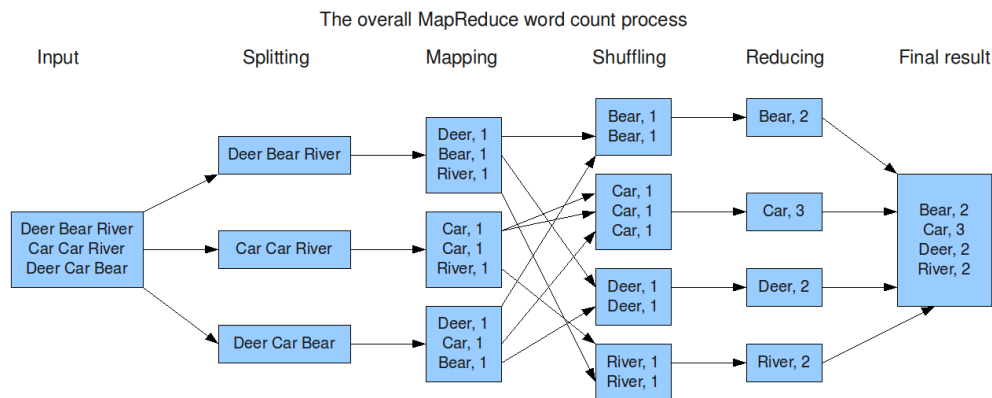 The overall MapReduce word count process
Input
Splitting
Mapping
Shuffling
Reducing
Final result
Deer Bear River
Car Car River
Deer Car Bear
Deer Bear River
Car Car River
Deer Car Bear
Deer, 1
Bear, 1
River, 1
Car, 1
Car, 1
River, 1
Deer, 1
Car, 1
Bear, 1
Bear, 1
Bear, 1
Car, 1
Car, 1
Car, 1
Deer, 1
Deer, 1
River, 1
River, 1
Bear, 2
Car, 3
Deer, 2
River, 2
Bear, 2
Car, 3
Deer, 2
River, 2